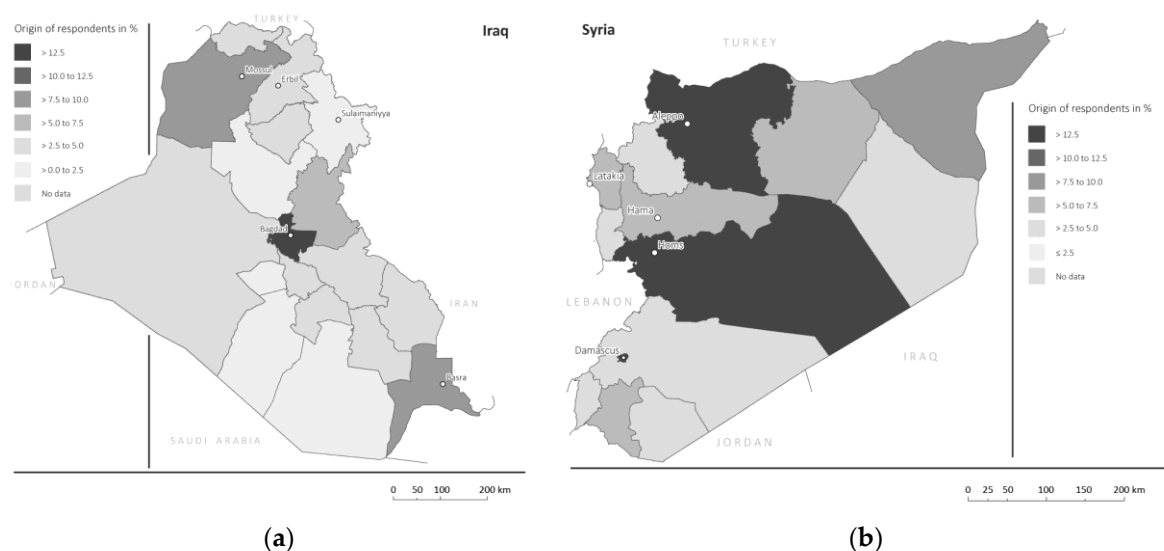 TURKEY
Origin of respondents in %
Iraq
> 12.5
> 10.0 to 12.5
> 7.5 to 10.0
> 5.0 to 7.5
> 2.5 to 5.0
> 0.0 to 2.5
No data
Mossul
Erbil
Sulaimaniyya
Bagdad
JORDAN
IRAN
Basra
SAUDI ARABIA
0 50 100 200 km
(a)
Syria
TURKEY
Origin of respondents in %
> 12.5
> 10.0 to 12.5
> 7.5 to 10.0
> 5.0 to 7.5
> 2.5 to 5.0
≤ 2.5
No data
Aleppo
Latakia
Hama
Homs
LEBANON
Damascus
IRAQ
JORDAN
0 25 50 100 150 200 km
(b)